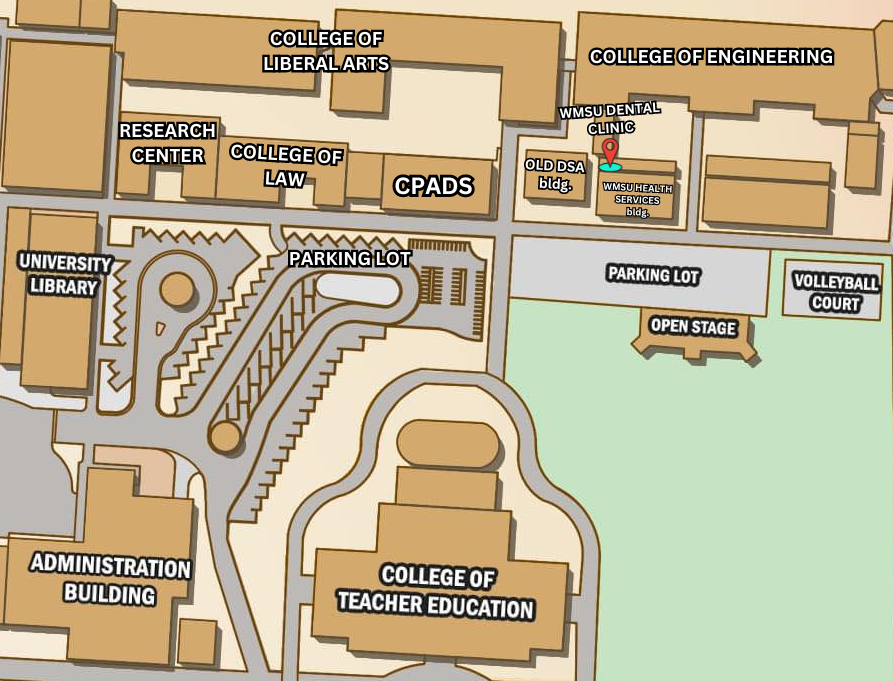 COLLEGE OF
LIBERAL ARTS
COLLEGE OF ENGINEERING
WMSU DENTAL
CLINIC
RESEARCH
CENTER
COLLEGE OF
LAW
CPADS
OLD DSA
bldg.
WMSU HEALTH
SERVICES
bldg.
UNIVERSITY
LIBRARY
PARKING LOT
PARKING LOT
VOLLEYBALL
COURT
OPEN STAGE
ADMINISTRATION
BUILDING
COLLEGE OF
TEACHER EDUCATION